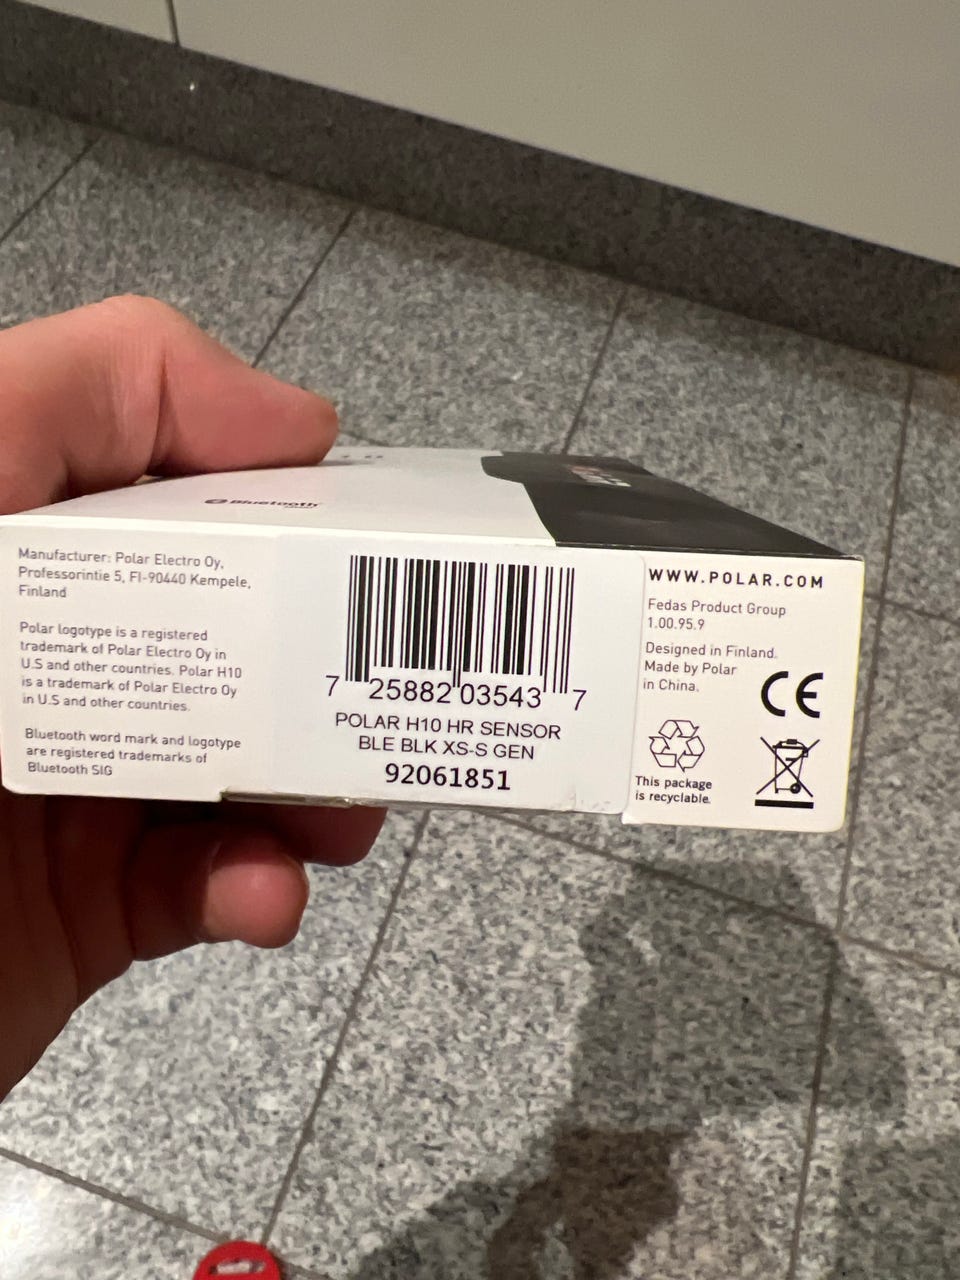 Bluetooth
Manufacturer: Polar Electro Oy,
Professorintie 5, FI-90440 Kempele,
Finland
Polar logotype is a registered
trademark of Polar Electro Oy in
U.S and other countries. Polar H10
is a trademark of Polar Electro Oy
in U.S and other countries.
Bluetooth word mark and logotype
are registered trademarks of
Bluetooth SIG
7 25882 03543 7
POLAR H10 HR SENSOR
BLE BLK XS-S GEN
92061851
WWW.POLAR.COM
Fedas Product Group
1.00.95.9
Designed in Finland.
Made by Polar
in China.
CE
This package
is recyclable.